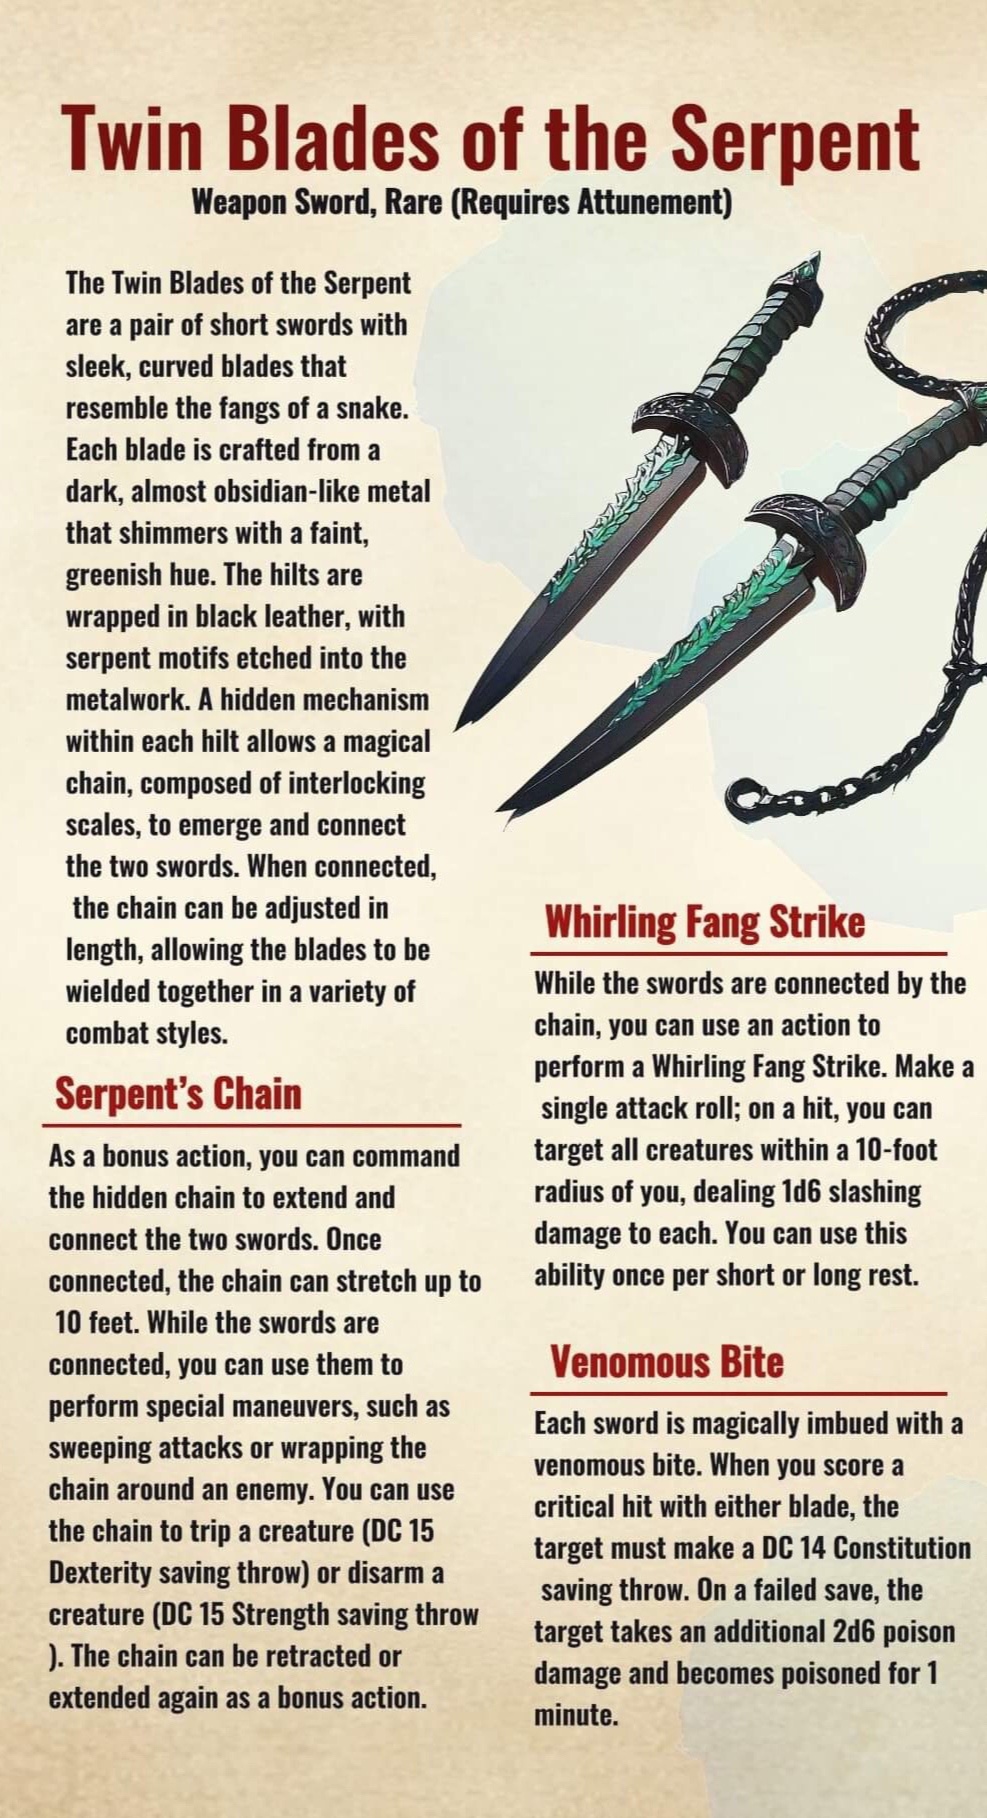 Twin Blades of the Serpent
Weapon Sword, Rare (Requires Attunement)
The Twin Blades of the Serpent
are a pair of short swords with
sleek, curved blades that
resemble the fangs of a snake.
Each blade is crafted from a
dark, almost obsidian-like metal
that shimmers with a faint,
greenish hue. The hilts are
wrapped in black leather, with
serpent motifs etched into the
metalwork. A hidden mechanism
within each hilt allows a magical
chain, composed of interlocking
scales, to emerge and connect
the two swords. When connected,
the chain can be adjusted in
length, allowing the blades to be
wielded together in a variety of
combat styles.
Serpent's Chain
As a bonus action, you can command
the hidden chain to extend and
connect the two swords. Once
connected, the chain can stretch up to
10 feet. While the swords are
connected, you can use them to
perform special maneuvers, such as
sweeping attacks or wrapping the
chain around an enemy. You can use
the chain to trip a creature (DC 15
Dexterity saving throw) or disarm a
creature (DC 15 Strength saving throw
). The chain can be retracted or
extended again as a bonus action.
Whirling Fang Strike
While the swords are connected by the
chain, you can use an action to
perform a Whirling Fang Strike. Make a
single attack roll; on a hit, you can
target all creatures within a 10-foot
radius of you, dealing 1d6 slashing
damage to each. You can use this
ability once per short or long rest.
Venomous Bite
Each sword is magically imbued with a
venomous bite. When you score a
critical hit with either blade, the
target must make a DC 14 Constitution
saving throw. On a failed save, the
target takes an additional 2d6 poison
damage and becomes poisoned for 1
minute.